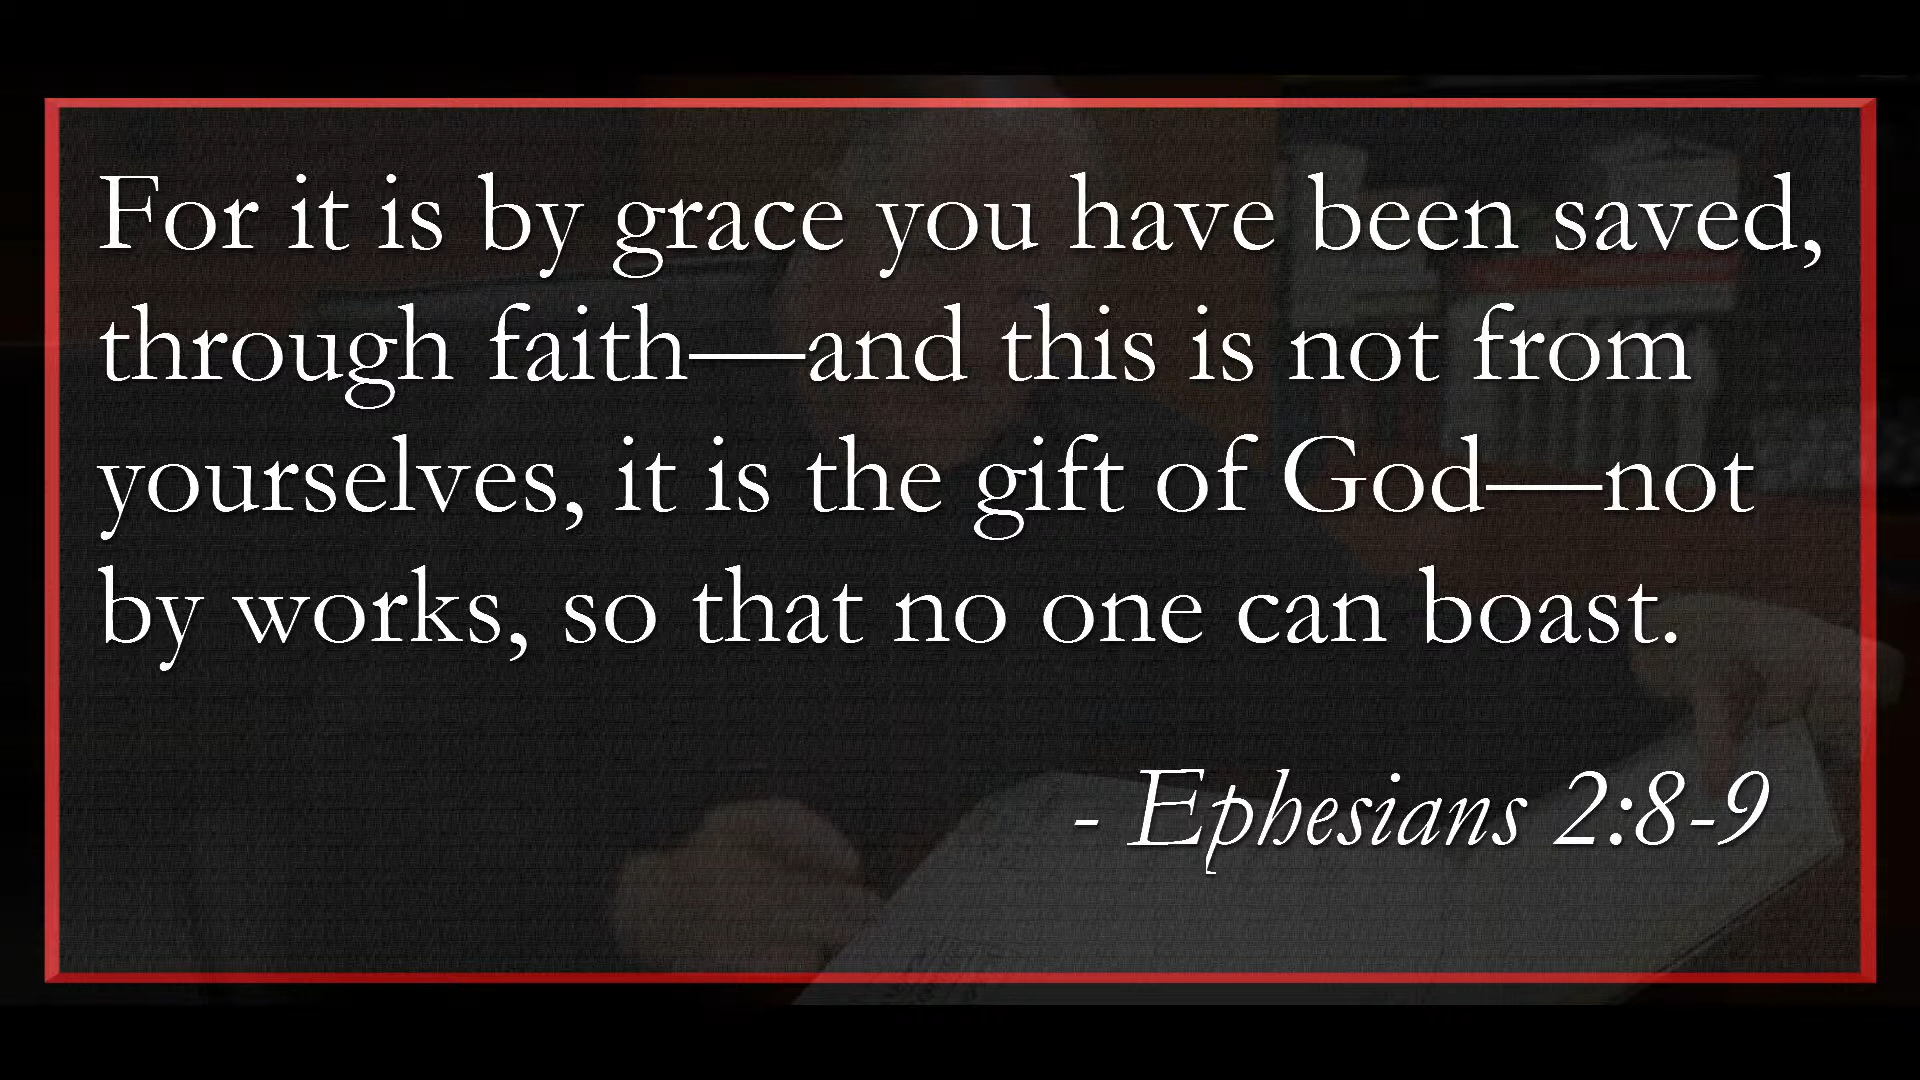 For it is by grace you have been saved,
through faith—and this is not from
yourselves, it is the gift of God—not
by works, so that no one can boast.
- Ephesians 2:8-9